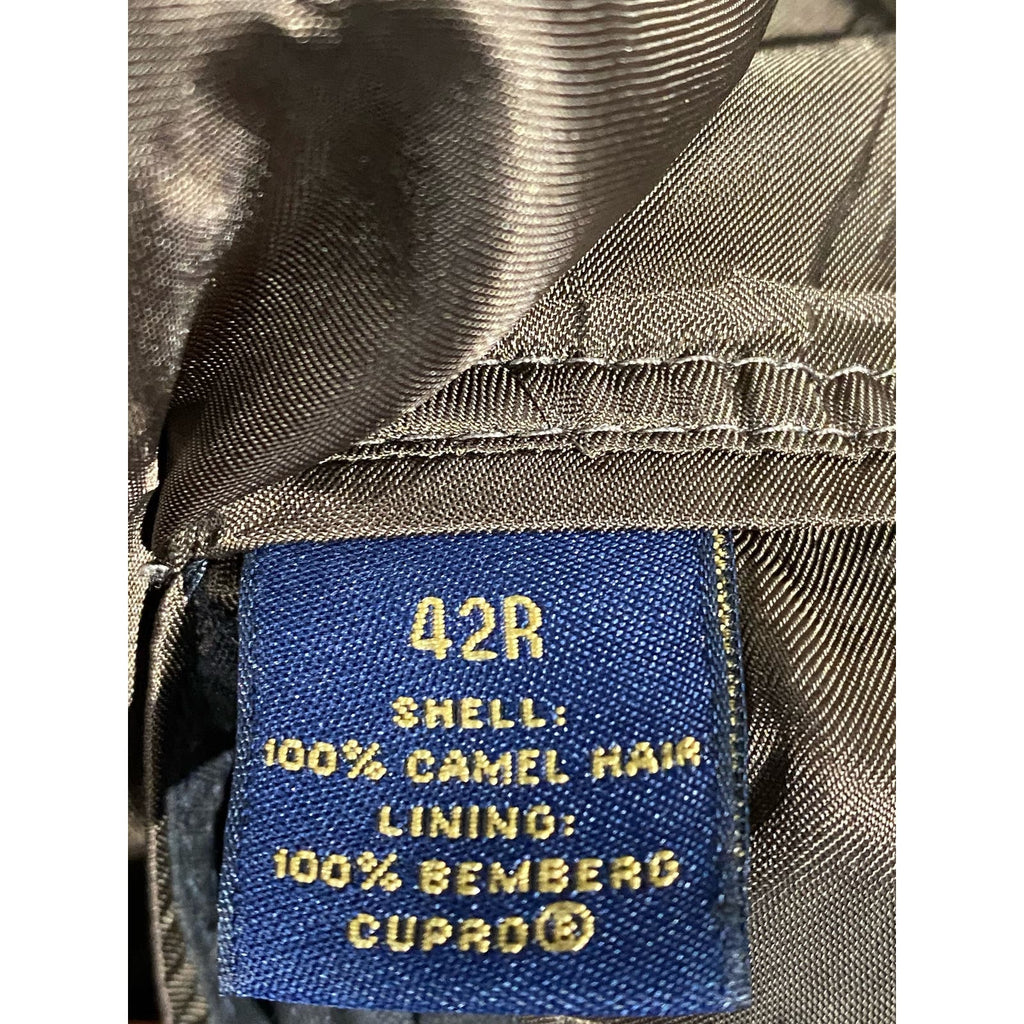 42R
SHELL:
100% CAMEL HAIR
LINING:
100% BEMBERG
CUPRO®